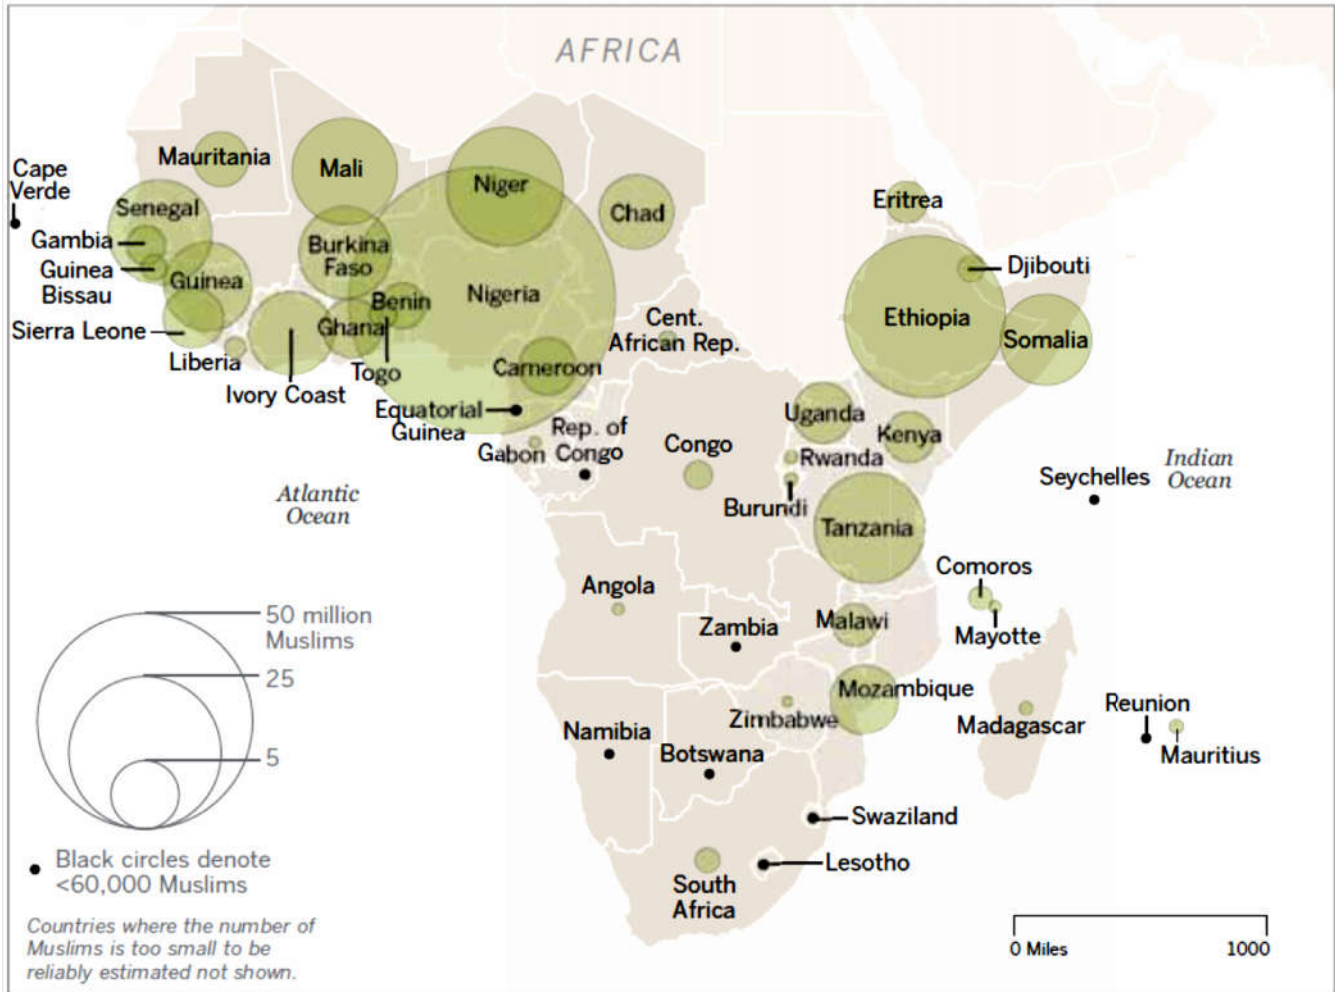 AFRICA
Cape
Verde
Mauritania
Mali
Niger
Chad
Eritrea
Senegal
Gambia
Guinea
Bissau
Guinea
Burkina
Faso
Benin
Nigeria
Djibouti
Ethiopia
Somalia
Sierra Leone
Liberia
Ivory Coast
Ghana
Togo
Cameroon
Cent.
African Rep.
Equatorial
Guinea
Gabon
Rep. of
Congo
Congo
Uganda
Kenya
Rwanda
Burundi
Tanzania
Seychelles
Indian
Ocean
Atlantic
Ocean
Comoros
Mayotte
Angola
Zambia
Malawi
Mozambique
Zimbabwe
Madagascar
Reunion
Mauritius
Namibia
Botswana
Swaziland
Lesotho
South
Africa
50 million
Muslims
25
5
Black circles denote
<60,000 Muslims
Countries where the number of
Muslims is too small to be
reliably estimated not shown.
0 Miles 1000